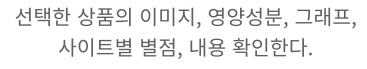 선택한 상품의 이미지, 영양성분, 그래프,
사이트별 별점, 내용 확인한다.